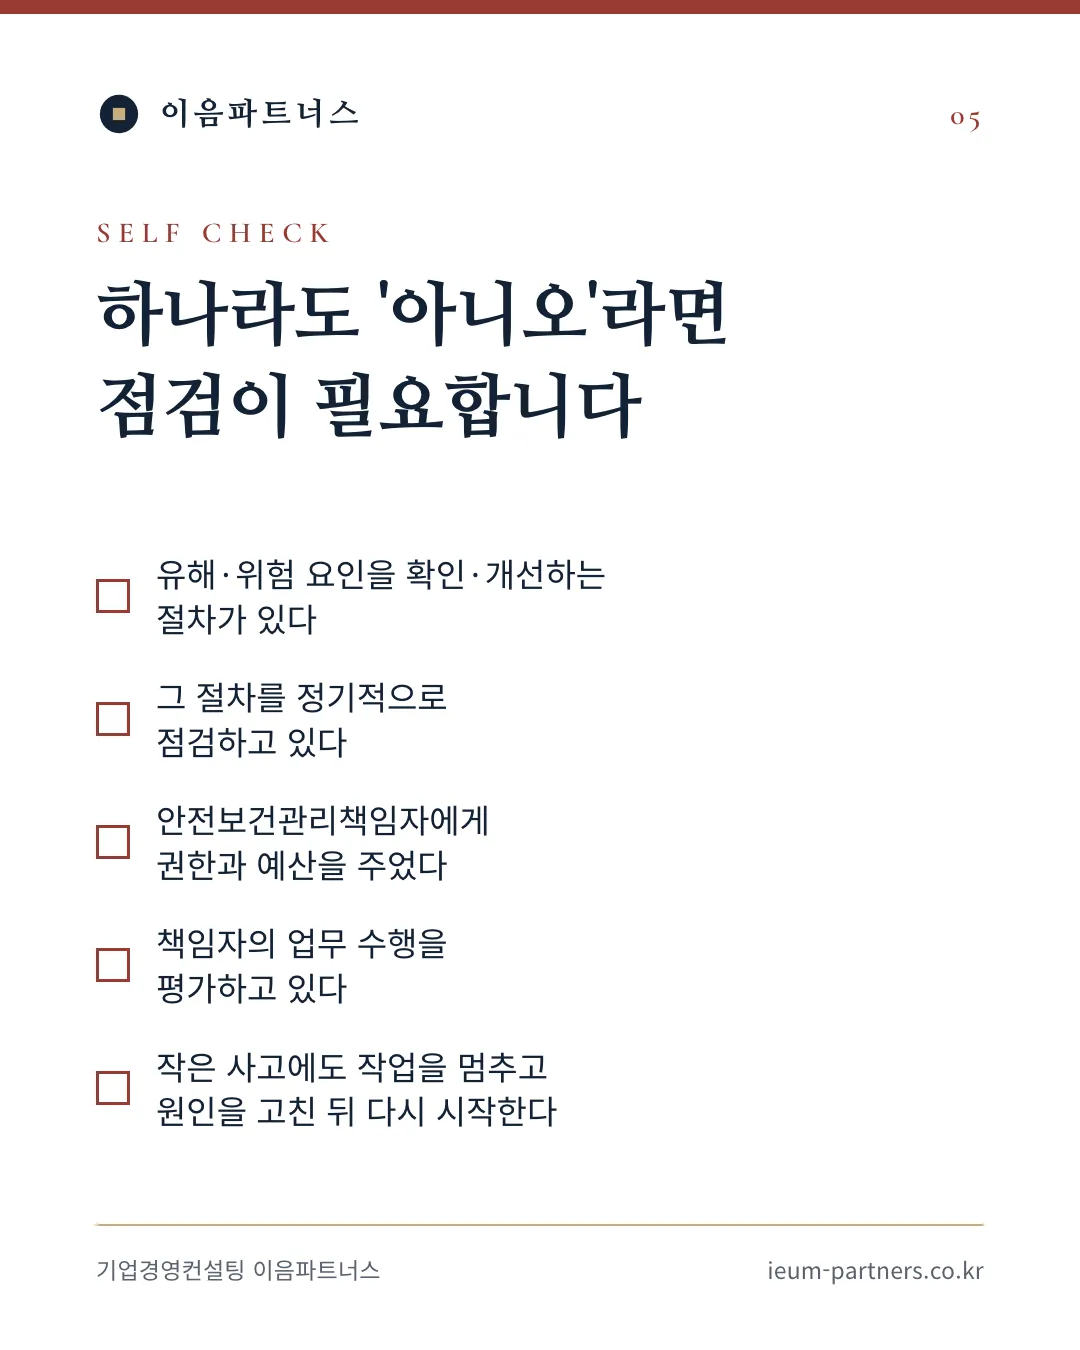 이음파트너스
05
SELF CHECK
하나라도 '아니오'라면
점검이 필요합니다
유해·위험 요인을 확인·개선하는
절차가 있다
그 절차를 정기적으로
점검하고 있다
안전보건관리책임자에게
권한과 예산을 주었다
책임자의 업무 수행을
평가하고 있다
작은 사고에도 작업을 멈추고
원인을 고친 뒤 다시 시작한다
기업경영컨설팅 이음파트너스
ieum-partners.co.kr